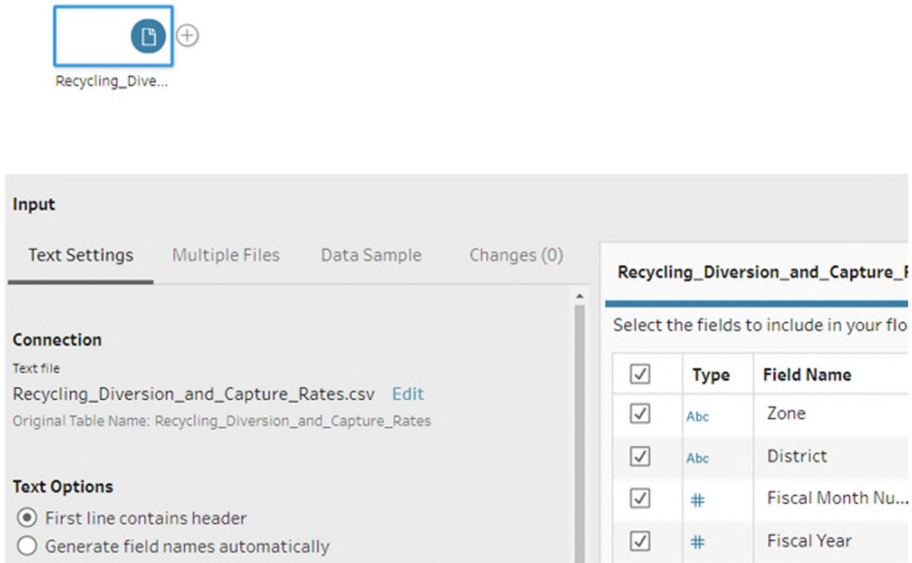 Recycling_Dive...
Input
Text Settings Multiple Files Data Sample Changes (0)
Connection
Text file
Recycling_Diversion_and_Capture_Rates.csv Edit
Original Table Name: Recycling_Diversion_and_Capture_Rates
Text Options
First line contains header
Generate field names automatically
Recycling_Diversion_and_Capture_
Select the fields to include in your flo
Type Field Name
Abc Zone
Abc District
# Fiscal Month Nu...
# Fiscal Year